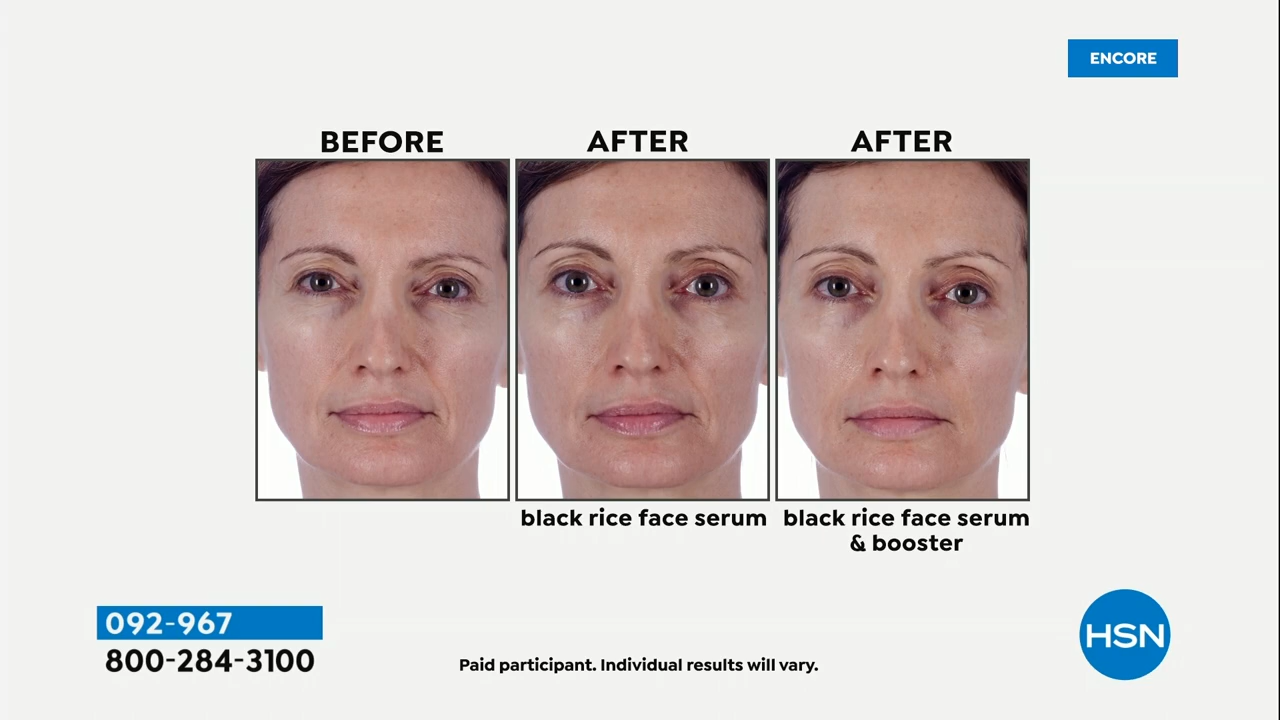 ENCORE
BEFORE
AFTER
AFTER
black rice face serum
black rice face serum
& booster
092-967
800-284-3100
Paid participant. Individual results will vary.
HSN